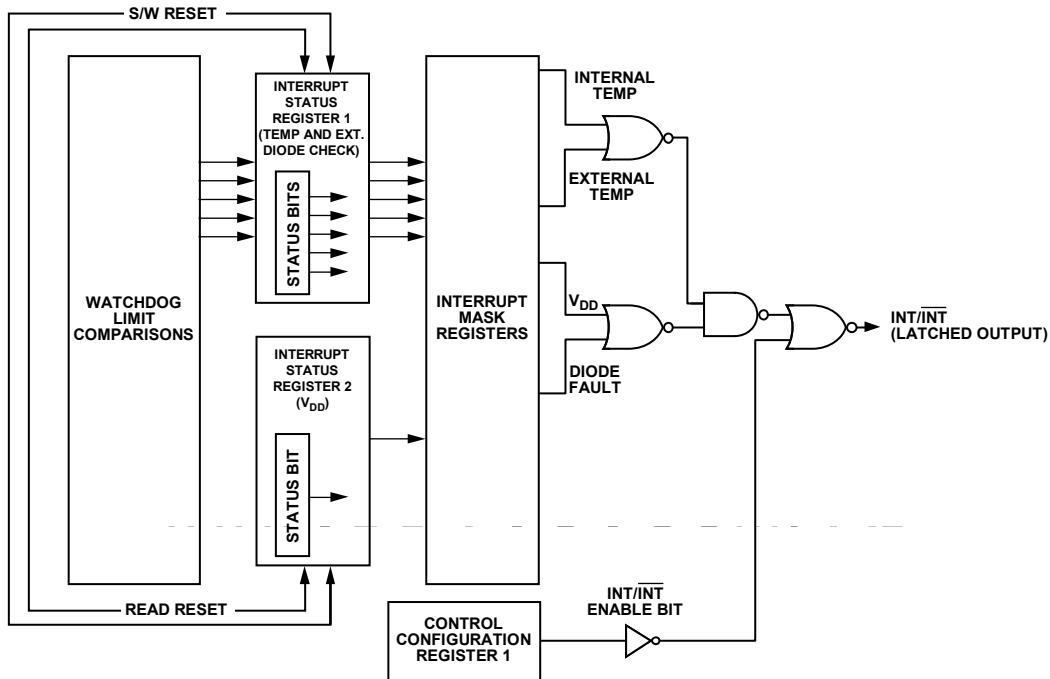 S/W RESET
INTERRUPT
STATUS
REGISTER 1
(TEMP AND EXT.
DIODE CHECK)
STATUS BITS
WATCHDOG
LIMIT
COMPARISONS
INTERRUPT
STATUS
REGISTER 2
(VDD)
STATUS BIT
READ RESET
INTERRUPT
MASK
REGISTERS
INTERNAL
TEMP
EXTERNAL
TEMP
VDD
DIODE
FAULT
INT/INT
(LATCHED OUTPUT)
CONTROL
CONFIGURATION
REGISTER 1
INT/INT
ENABLE BIT